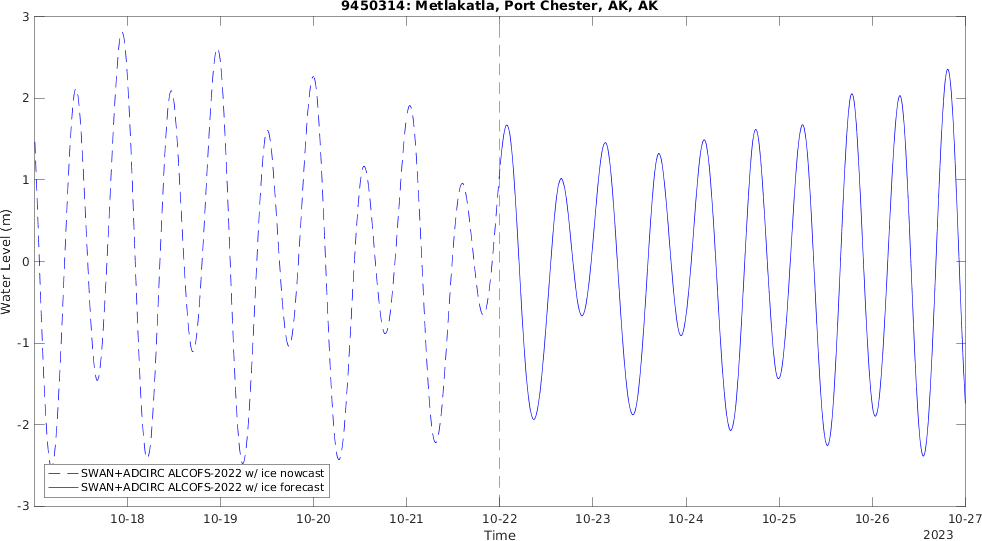 9450314: Metlakatla, Port Chester, AK, AK
3
2
1
0
-1
-2
-3
Water Level (m)
SWAN+ADCIRC ALCOFS-2022 w/ ice nowcast
SWAN+ADCIRC ALCOFS-2022 w/ ice forecast
10-18 10-19 10-20 10-21 10-22 10-23 10-24 10-25 10-26 10-27
Time
2023